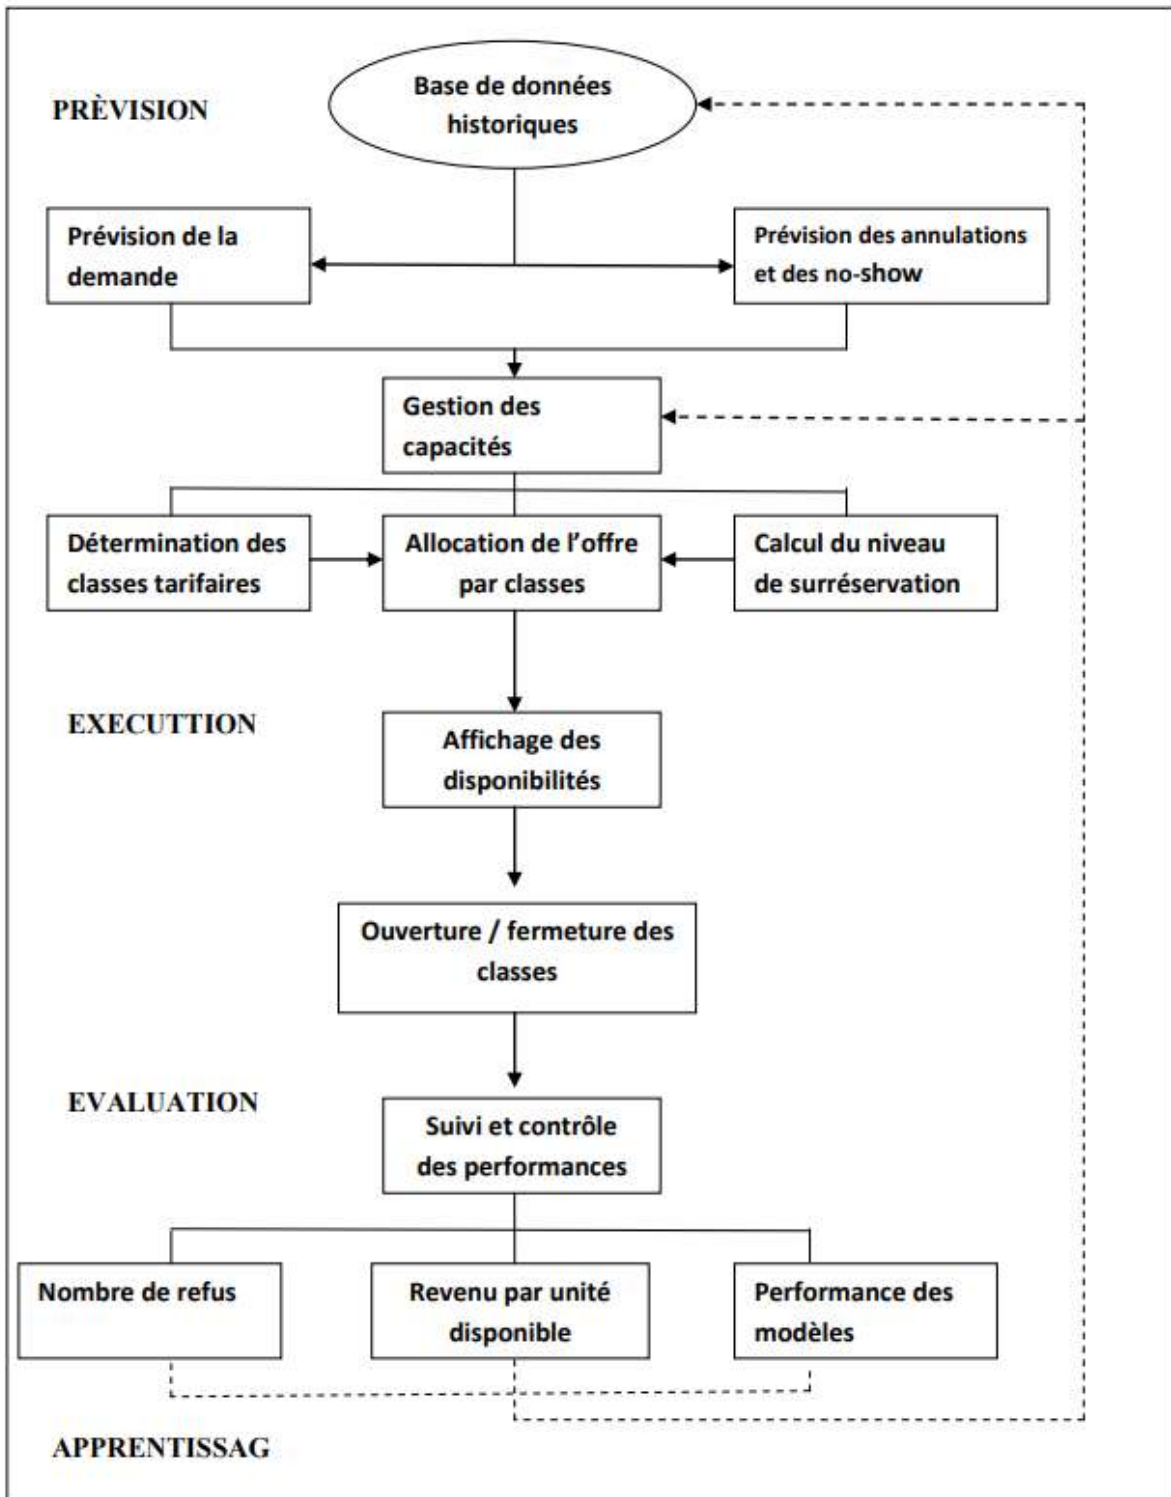 Base de données
historiques
PRÈVISION
Prévision de la
demande
Prévision des annulations
et des no-show
Gestion des
capacités
Détermination des
classes tarifaires
Allocation de l'offre
par classes
Calcul du niveau
de surréservation
EXECUTTION
Affichage des
disponibilités
Ouverture / fermeture des
classes
EVALUATION
Suivi et contrôle
des performances
Nombre de refus
Revenu par unité
disponible
Performance des
modèles
APPRENTISSAG